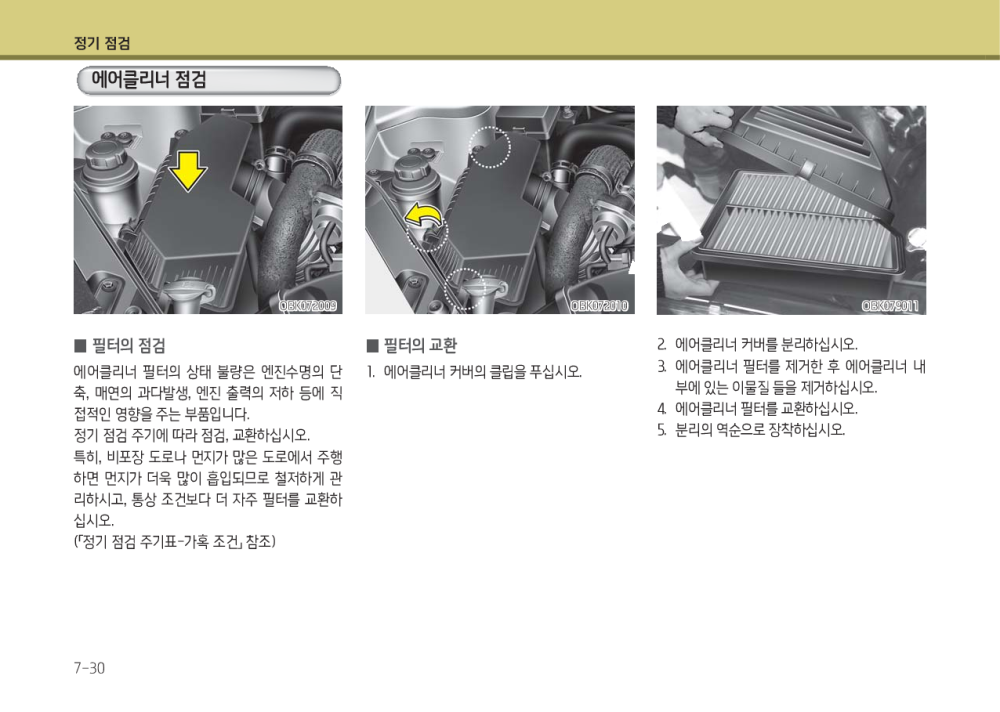 정기 점검
에어클리너 점검
OBK072009
OBK072010
OBK079011
■ 필터의 점검
에어클리너 필터의 상태 불량은 엔진수명의 단
축, 매연의 과다발생, 엔진 출력의 저하 등에 직
접적인 영향을 주는 부품입니다.
정기 점검 주기에 따라 점검, 교환하십시오.
특히, 비포장 도로나 먼지가 많은 도로에서 주행
하면 먼지가 더욱 많이 흡입되므로 철저하게 관
리하시고, 통상 조건보다 더 자주 필터를 교환하
십시오.
(「정기 점검 주기표-가혹 조건」 참조)
■ 필터의 교환
1. 에어클리너 커버의 클립을 푸십시오.
2. 에어클리너 커버를 분리하십시오.
3. 에어클리너 필터를 제거한 후 에어클리너 내
부에 있는 이물질 들을 제거하십시오.
4. 에어클리너 필터를 교환하십시오.
5. 분리의 역순으로 장착하십시오.
7-30